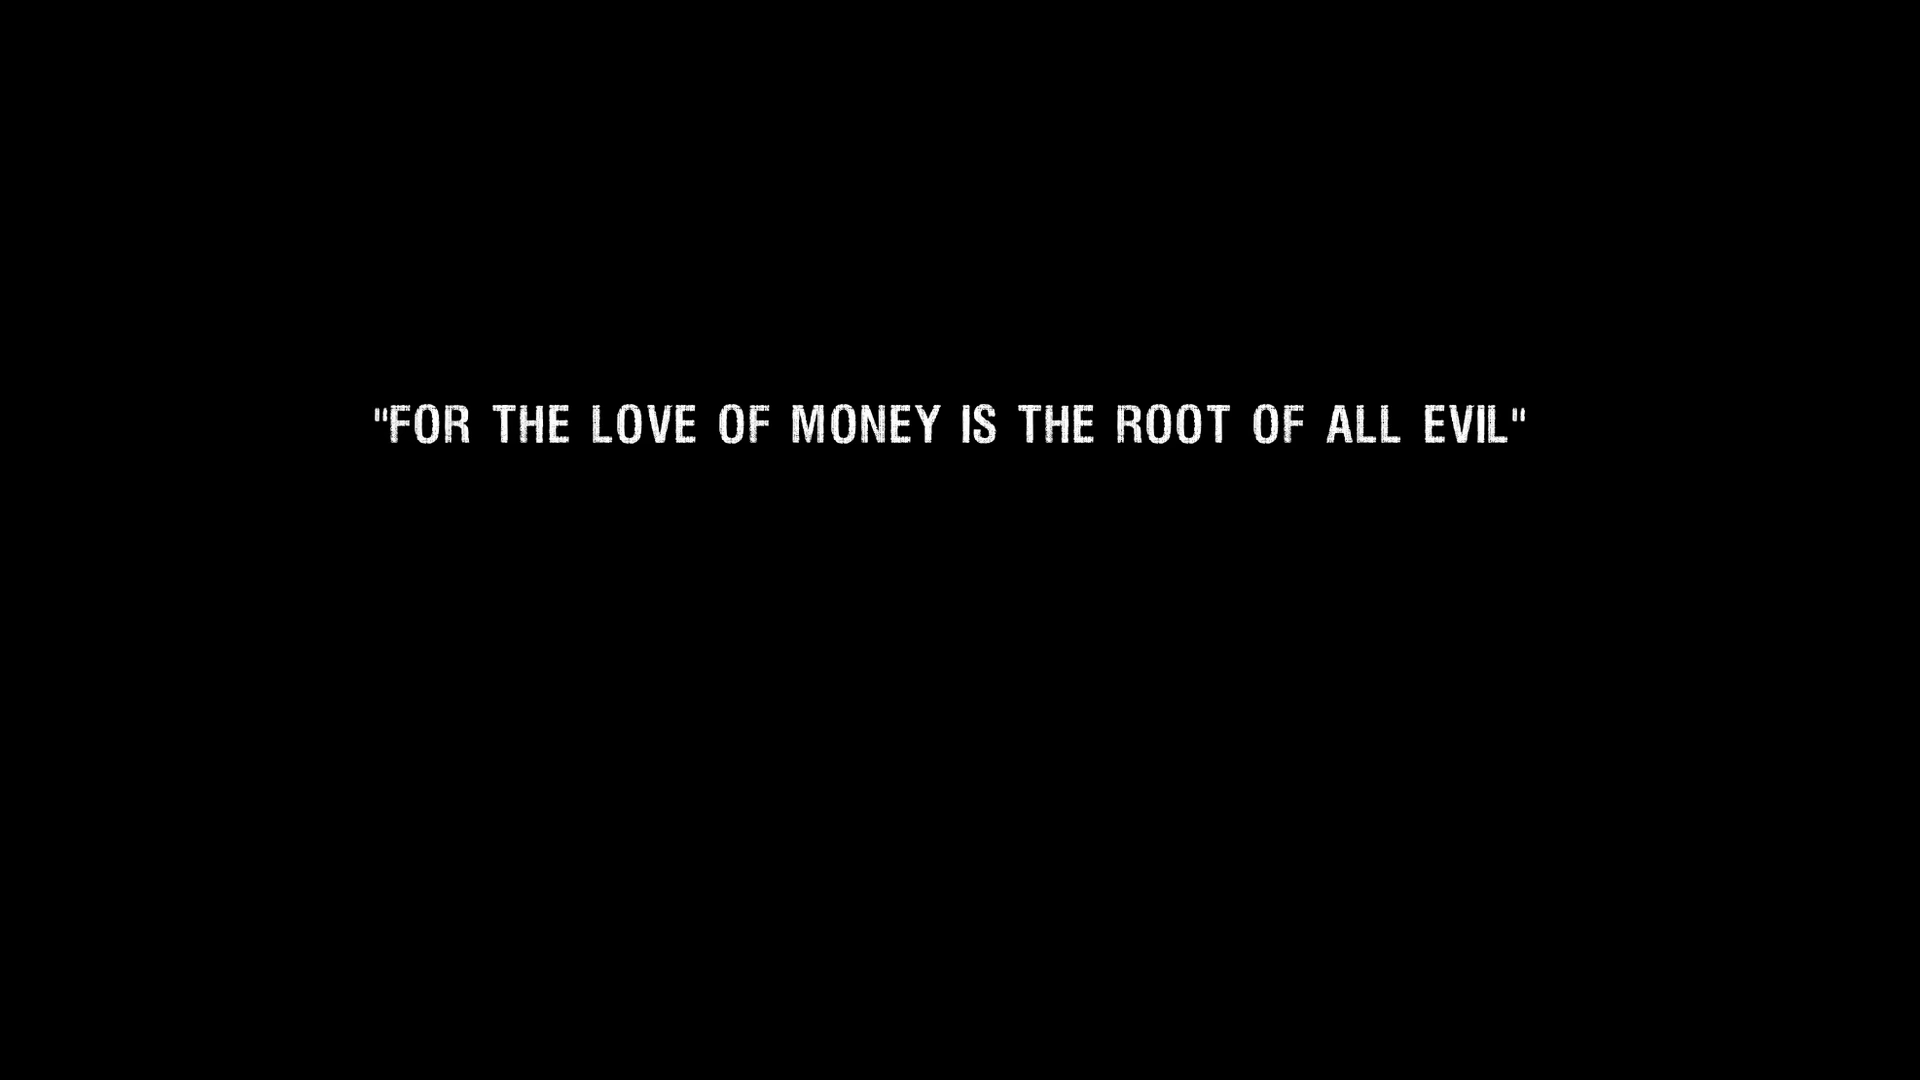 "FOR THE LOVE OF MONEY IS THE ROOT OF ALL EVIL"